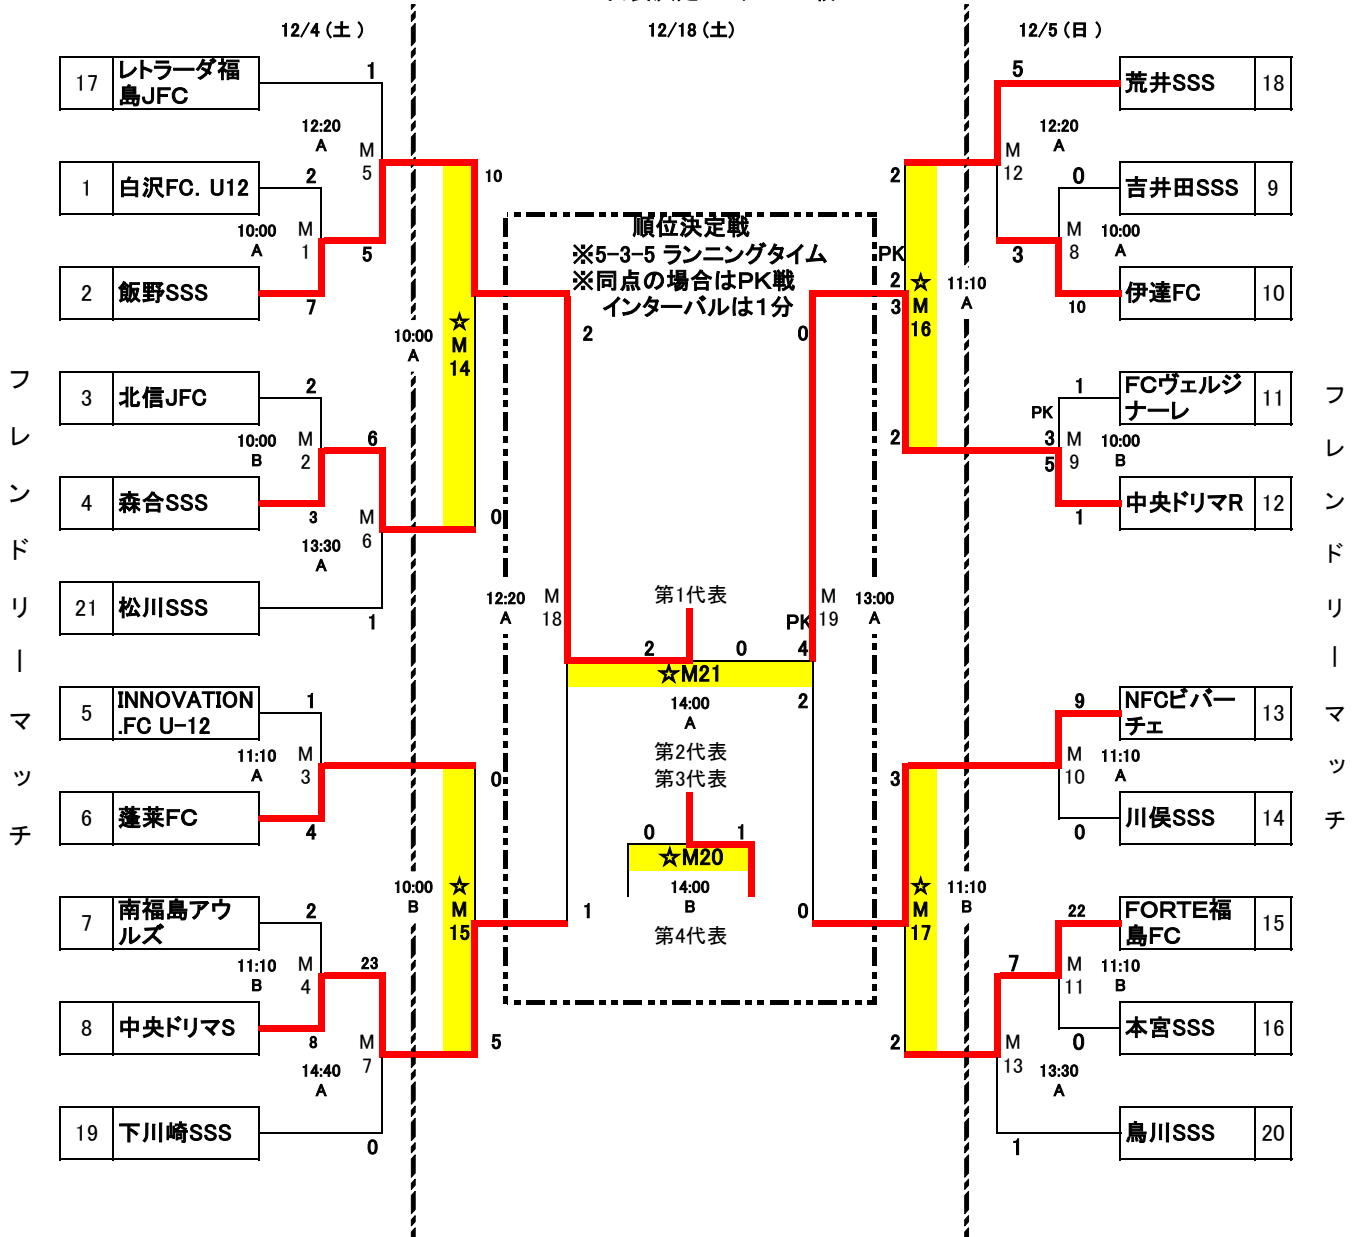 12/4 (土 )
12/18 (土)
12/5 (日 )
17
レトラーダ福
島JFC
1
12:20
A
M
5
1
白沢FC. U12
2
10:00
A
M
1
5
2
飯野SSS
7
10
10:00
A
☆
M
14
3
北信JFC
2
10:00
B
M
2
6
4
森合SSS
3
13:30
A
M
6
0
21
松川SSS
1
5
INNOVATION
.FC U-12
1
11:10
A
M
3
0
6
蓬莱FC
4
7
南福島アウ
ルズ
2
11:10
B
M
4
23
10:00
B
☆
M
15
8
中央ドリマS
8
14:40
A
M
7
5
19
下川崎SSS
0
順位決定戦
※5-3-5 ランニングタイム
※同点の場合はPK戦
インターバルは1分
2
0
12:20
A
M
18
第1代表
M
19
13:00
A
PK
2
0
4
☆M21
14:00
A
2
第2代表
第3代表
0
1
☆M20
14:00
B
第4代表
1
0
5
荒井SSS
18
2
M
12
12:20
A
0
吉井田SSS
9
3
M
8
10:00
A
10
伊達FC
10
PK
2
3
☆
M
16
11:10
A
1
FCヴェルジ
ナーレ
11
PK
3
5
M
9
10:00
B
2
1
中央ドリマR
12
9
NFCビバー
チェ
13
3
M
10
11:10
A
0
川俣SSS
14
☆
M
17
11:10
B
22
FORTE福
島FC
15
7
M
11
11:10
B
0
本宮SSS
16
2
M
13
13:30
A
1
鳥川SSS
20
フレンドリーマッチ
フレンドリーマッチ